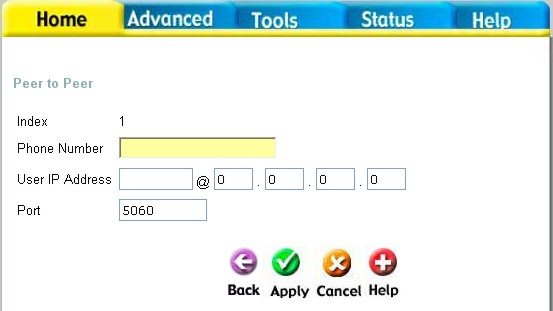 Home Advanced Tools Status Help
Peer to Peer
Index 1
Phone Number
User IP Address @ 0 . 0 . 0 . 0
Port 5060
Back Apply Cancel Help